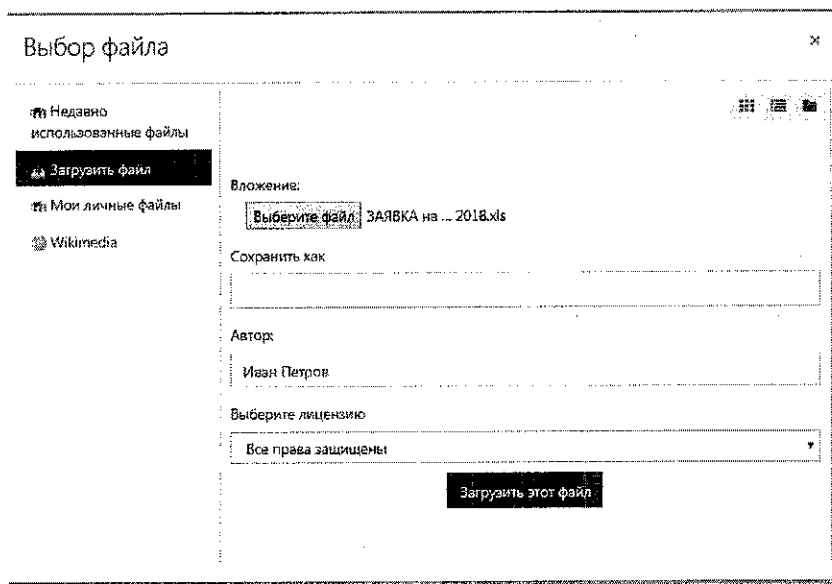 Выбор файла
×
Недавно
использованные файлы
Загрузить файл
Мои личные файлы
Wikimedia
Вложение:
Выберите файл ЗАЯВКА на ... 2018.xls
Сохранить как
Автор:
Иван Петров
Выберите лицензию
Все права защищены
Загрузить этот файл